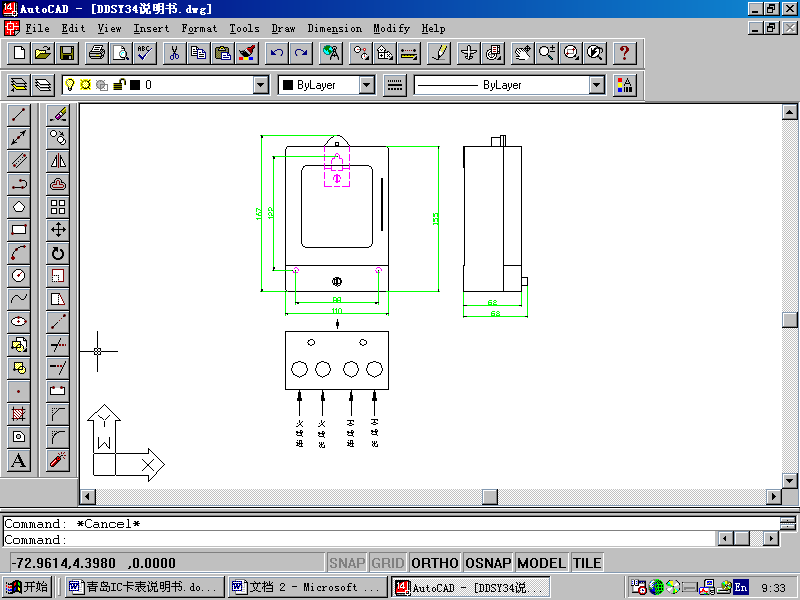 AutoCAD - [DDSY34说明书.dwg]
File Edit View Insert Format Tools Draw Dimension Modify Help
0 ByLayer ByLayer
167
122
155
88
110
68
68
火线进
火线出
零线进
零线出
Y
W
X
A
Command: *Cancel*
Command:
-72.9614,4.3980 ,0.0000 SNAP GRID ORTHO OSNAP MODEL TILE
开始 青岛IC卡表说明书.do... 文档 2 - Microsoft ... AutoCAD - [DDSY34说... En 9:33